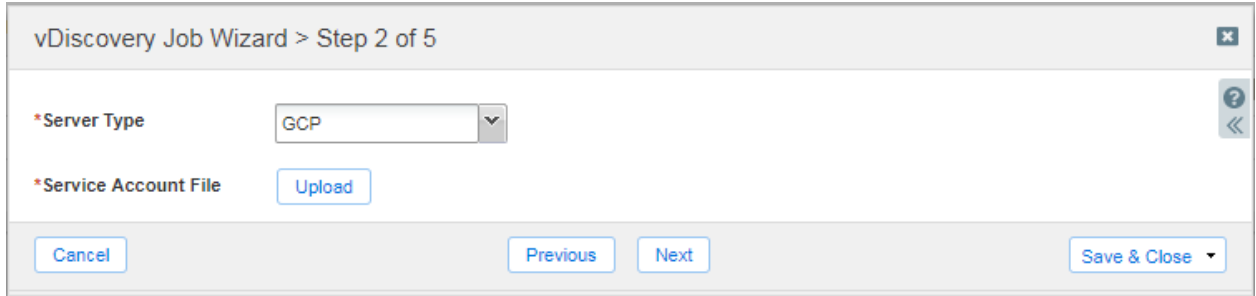 vDiscovery Job Wizard > Step 2 of 5
*Server Type GCP
*Service Account File Upload
Cancel Previous Next Save & Close